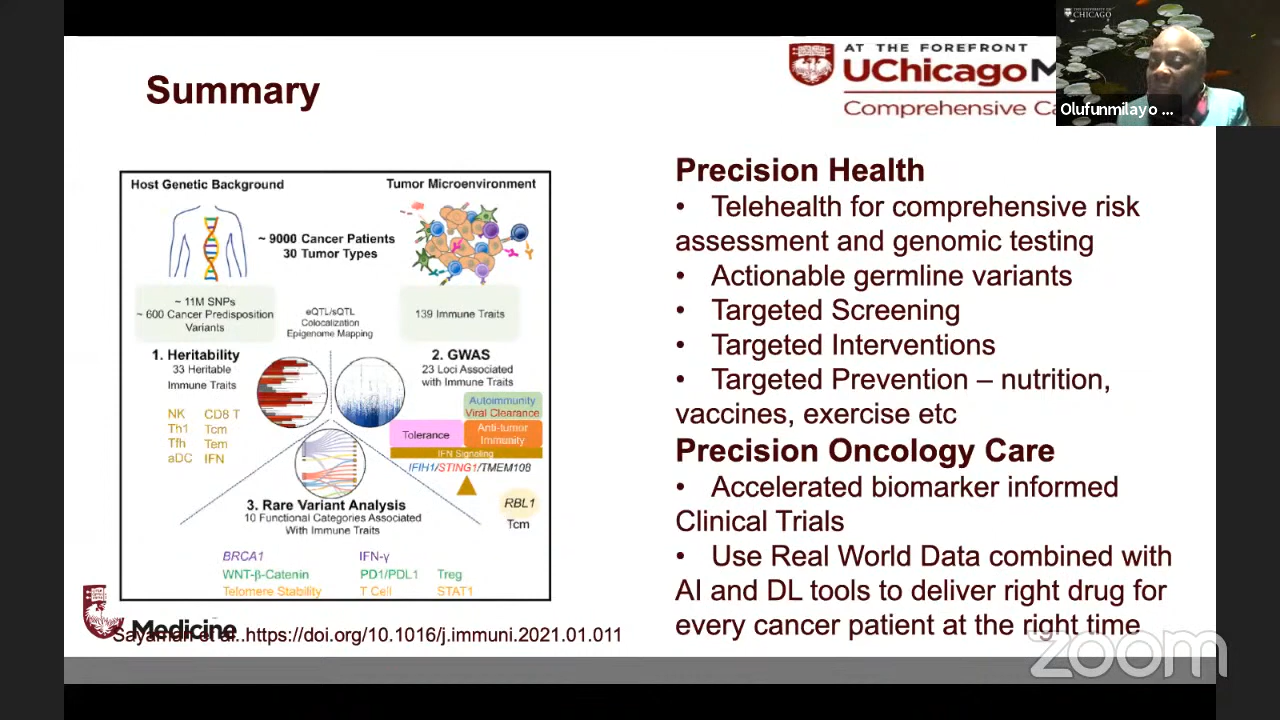 Summary
AT THE FOREFRONT
UChicago
Comprehensive
THE UNIVERSITY OF
CHICAGO
Olufunmilayo ...
Host Genetic Background
Tumor Microenvironment
~ 9000 Cancer Patients
30 Tumor Types
~ 11M SNPs
~ 600 Cancer Predisposition
Variants
eQTL/sQTL
Colocalization
Epigenome Mapping
139 Immune Traits
1. Heritability
33 Heritable
Immune Traits
NK CD8 T
Th1 Tcm
Tfh Tem
aDC IFN
2. GWAS
23 Loci Associated
with Immune Traits
Autoimmunity
Viral Clearance
Tolerance
Anti-tumor
Immunity
IFN Signaling
IFIH1/STING1/TMEM108
RBL1
Tcm
3. Rare Variant Analysis
10 Functional Categories Associated
With Immune Traits
BRCA1 IFN-γ
WNT-β-Catenin PD1/PDL1 Treg
Telomere Stability T Cell STAT1
Medicine
Sayaman et al..https://doi.org/10.1016/j.immuni.2021.01.011
Precision Health
• Telehealth for comprehensive risk
assessment and genomic testing
• Actionable germline variants
• Targeted Screening
• Targeted Interventions
• Targeted Prevention – nutrition,
vaccines, exercise etc
Precision Oncology Care
• Accelerated biomarker informed
Clinical Trials
• Use Real World Data combined with
AI and DL tools to deliver right drug for
every cancer patient at the right time
zoom